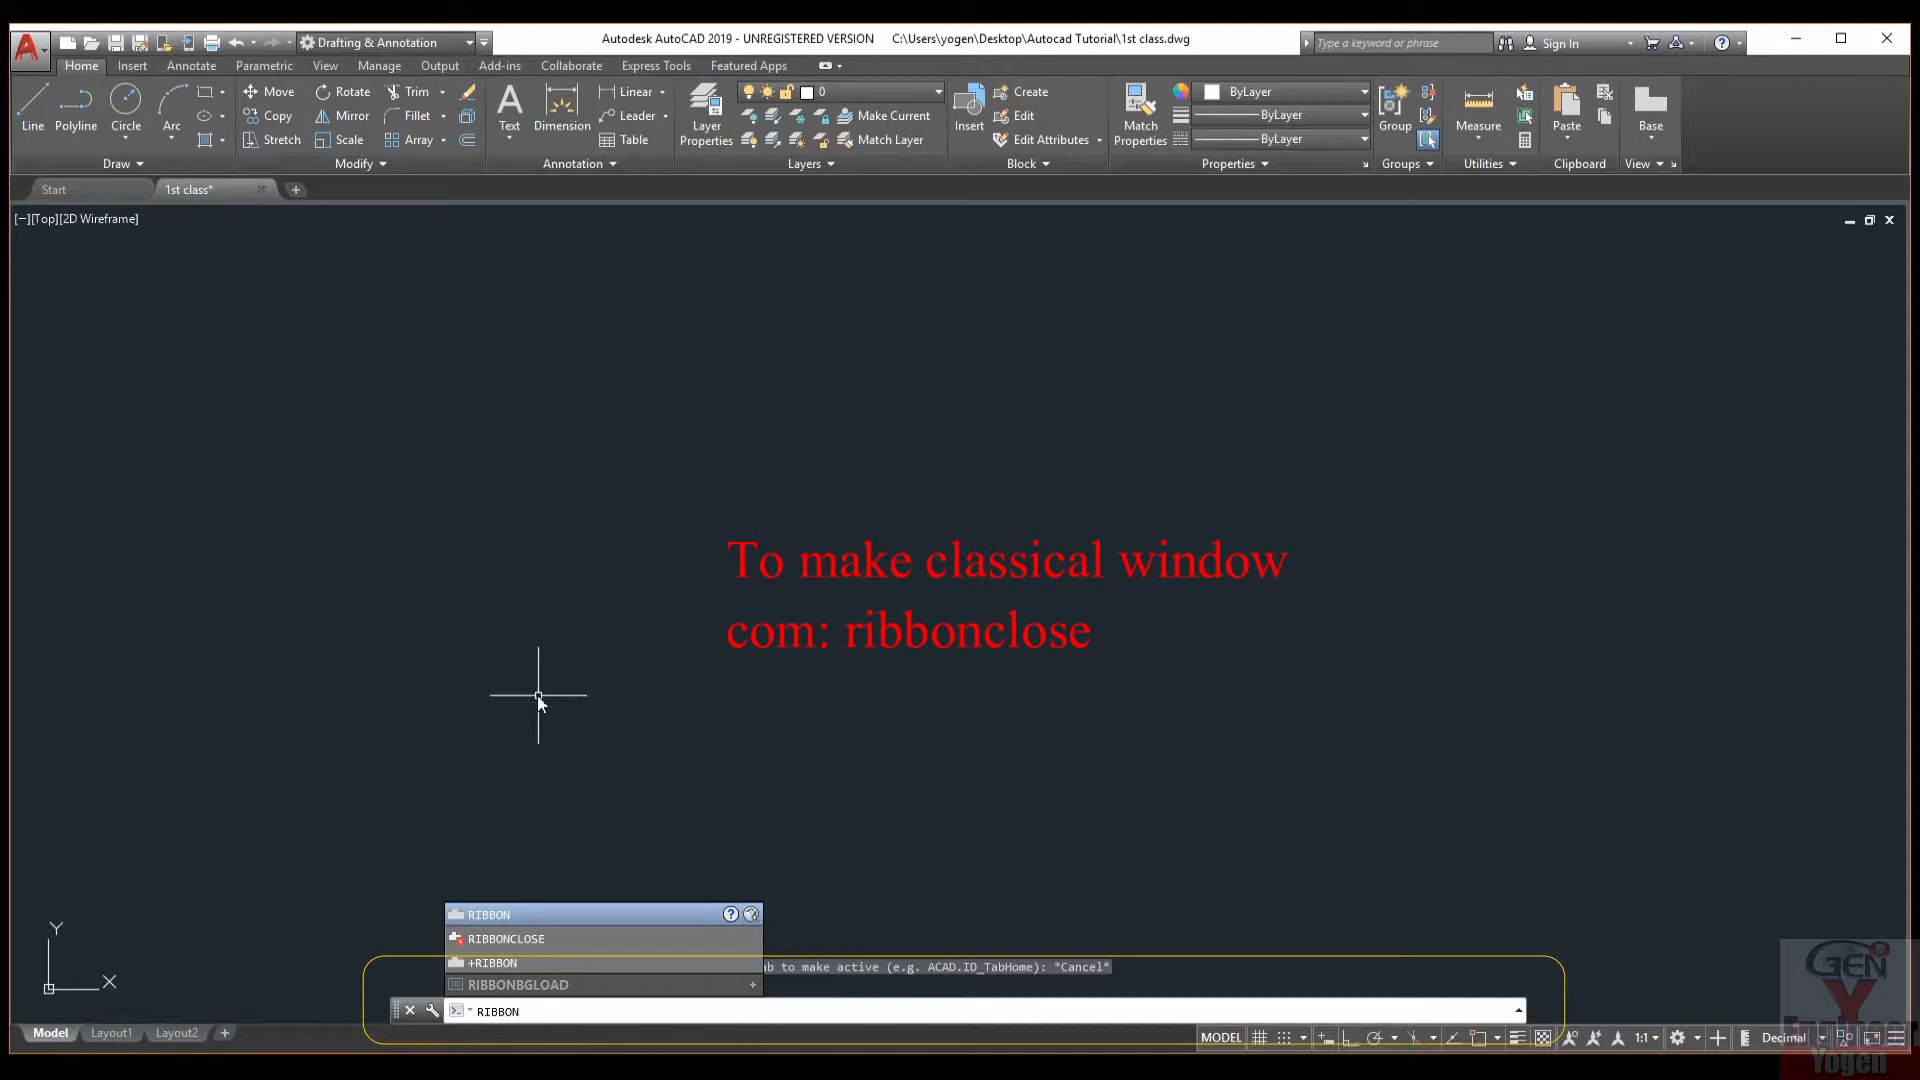 Drafting & Annotation
Autodesk AutoCAD 2019 - UNREGISTERED VERSION C:\Users\yogen\Desktop\Autocad Tutorial\1st class.dwg
Type a keyword or phrase
Sign In
Home Insert Annotate Parametric View Manage Output Add-ins Collaborate Express Tools Featured Apps
Line Polyline Circle Arc
Draw
Move Rotate Trim
Copy Mirror Fillet
Stretch Scale Array
Modify
Text Dimension
Linear
Leader
Table
Annotation
Layer Properties
0
Make Current
Match Layer
Layers
Insert
Create
Edit
Edit Attributes
Block
Match Properties
ByLayer
ByLayer
ByLayer
Properties
Group
Groups
Measure
Utilities
Paste
Clipboard
Base
View
Start 1st class*
[−][Top][2D Wireframe]
To make classical window
com: ribbonclose
RIBBON
RIBBONCLOSE
+RIBBON
RIBBONBGLOAD
ab to make active (e.g. ACAD.ID_TabHome): *Cancel*
RIBBON
Y
X
Model Layout1 Layout2
MODEL 1:1 Decimal
GEN
Y
Engineer
Yogen